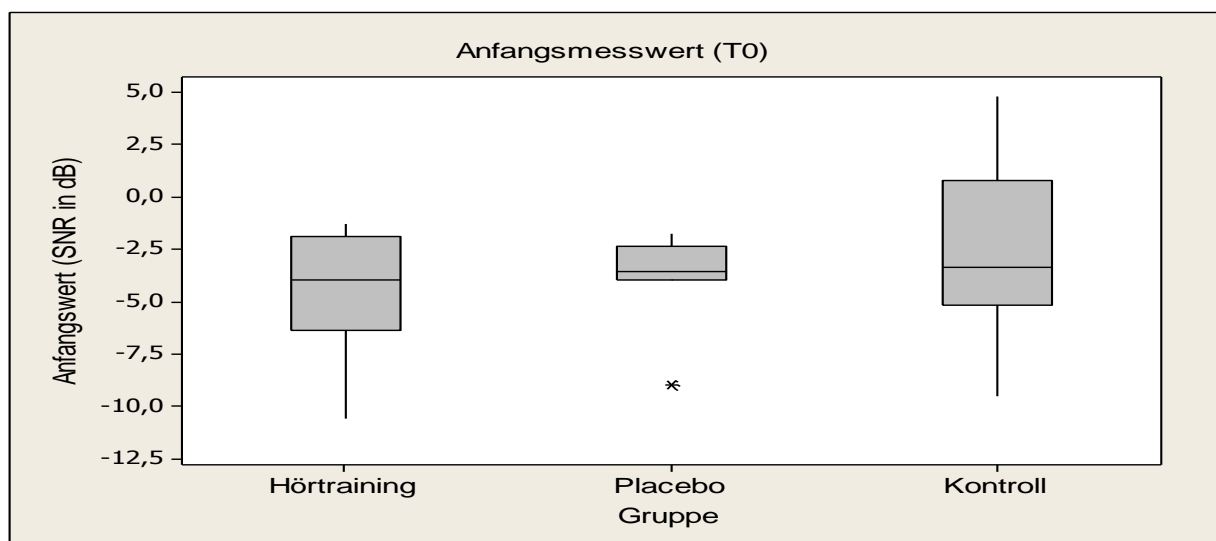 Anfangsmesswert (T0)
Anfangswert (SNR in dB)
5,0
2,5
0,0
-2,5
-5,0
-7,5
-10,0
-12,5
Hörtraining Placebo Kontroll
Gruppe